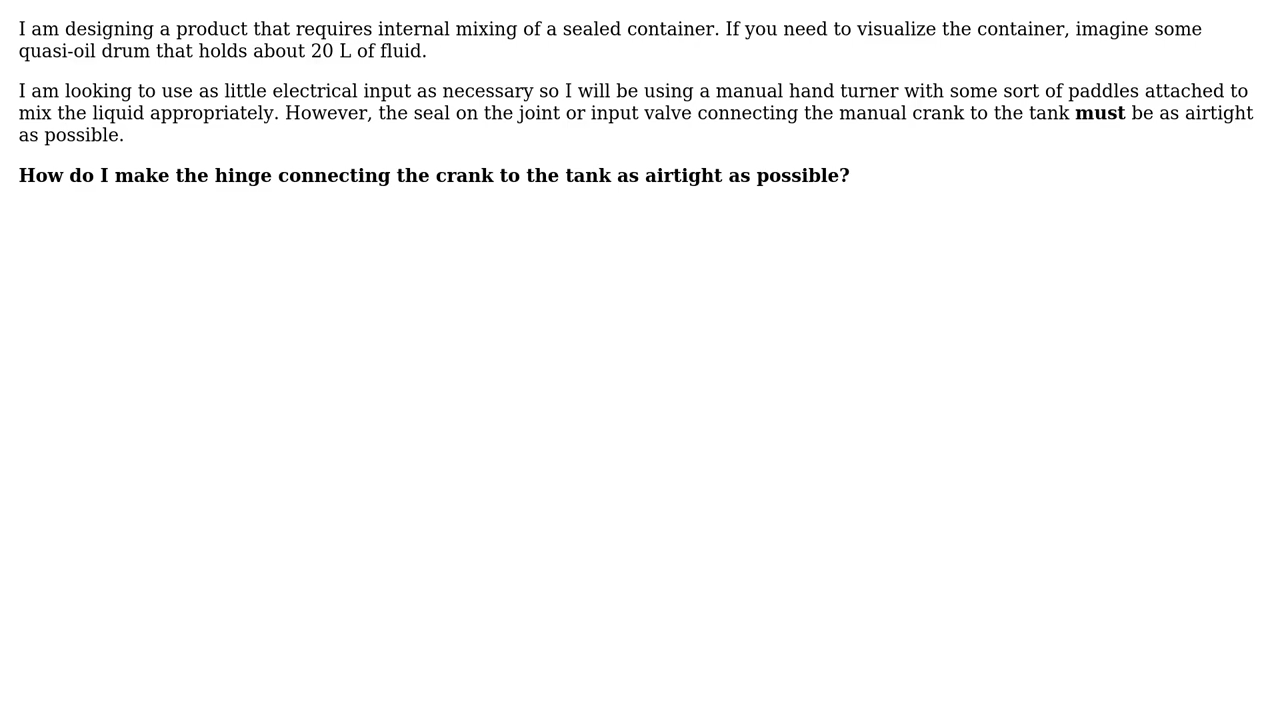 I am designing a product that requires internal mixing of a sealed container. If you need to visualize the container, imagine some
quasi-oil drum that holds about 20 L of fluid.
I am looking to use as little electrical input as necessary so I will be using a manual hand turner with some sort of paddles attached to
mix the liquid appropriately. However, the seal on the joint or input valve connecting the manual crank to the tank must be as airtight
as possible.
How do I make the hinge connecting the crank to the tank as airtight as possible?